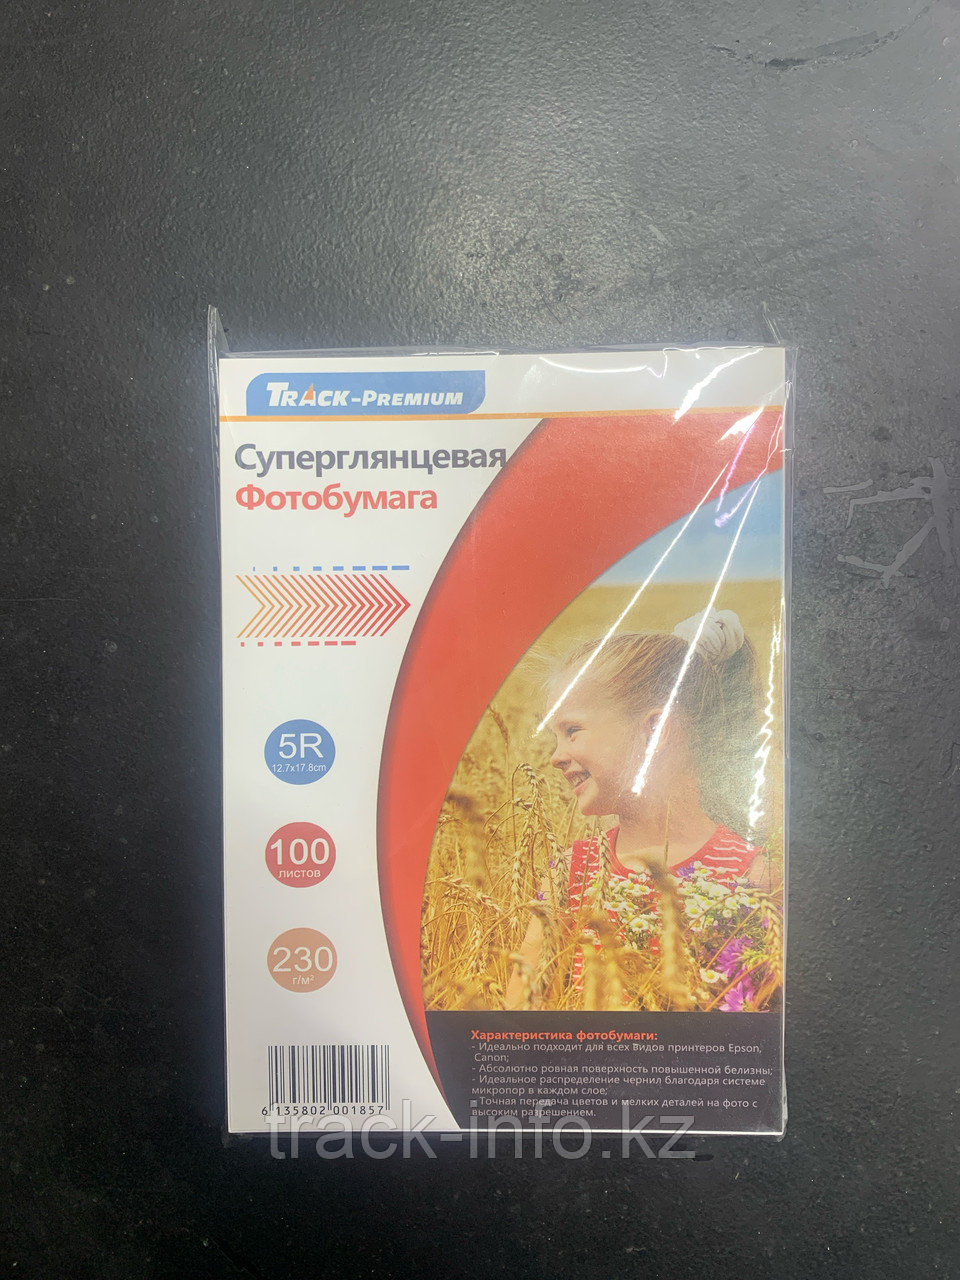 TRACK-PREMIUM
Суперглянцевая
Фотобумага
5R
12.7x17.8cm
100
листов
230
г/м²
Характеристика фотобумаги:
- Идеально подходит для всех видов принтеров Epson,
Canon;
- Абсолютно ровная поверхность повышенной белизны;
- Идеальное распределение чернил благодаря системе
микропор в каждом слое;
- Точная передача цветов и мелких деталей на фото с
высоким разрешением.
6 135802 001857
track-info.kz